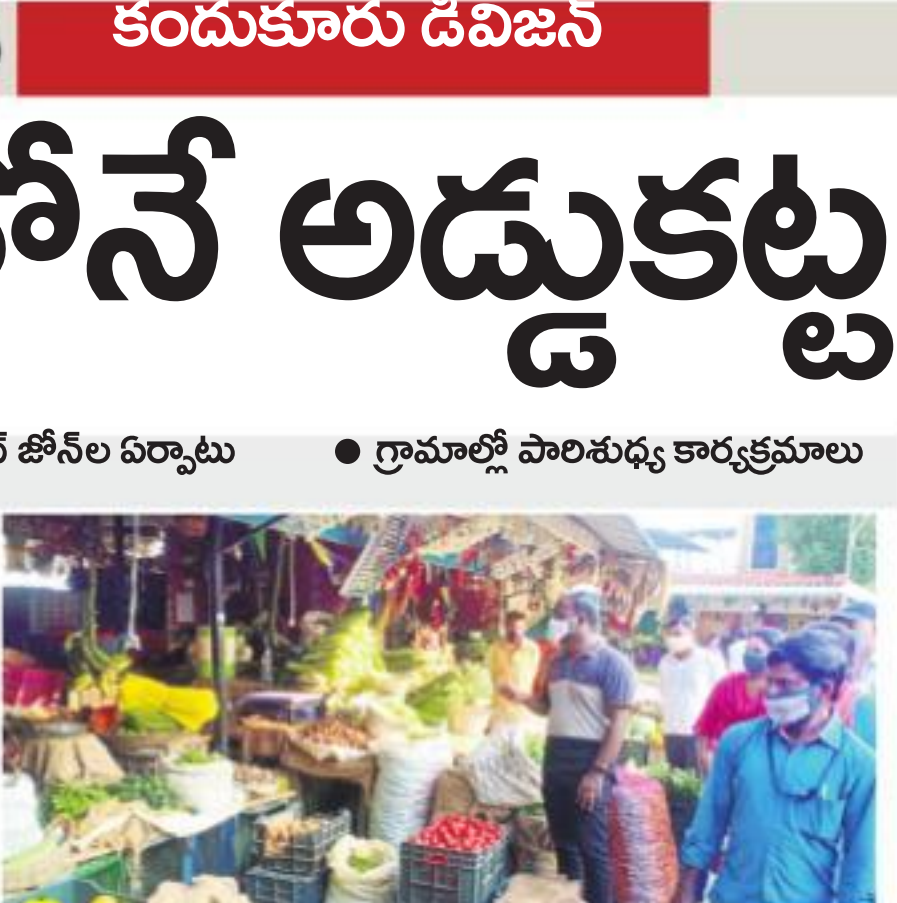 కందుకూరు డివిజన్
నే అడ్డుకట్ట
జోన్‌ల ఏర్పాటు
● గ్రామాల్లో పారిశుధ్య కార్యక్రమాలు